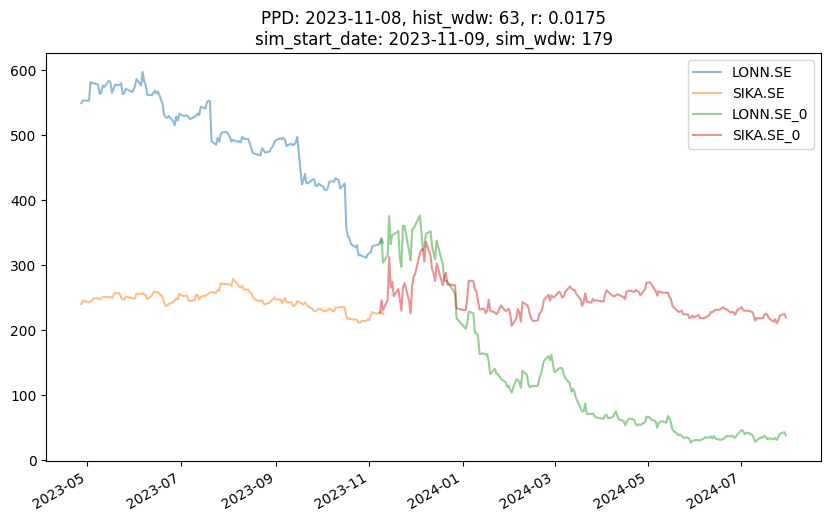 PPD: 2023-11-08, hist_wdw: 63, r: 0.0175
sim_start_date: 2023-11-09, sim_wdw: 179
LONN.SE
SIKA.SE
LONN.SE_0
SIKA.SE_0
600
500
400
300
200
100
0
2023-05
2023-07
2023-09
2023-11
2024-01
2024-03
2024-05
2024-07